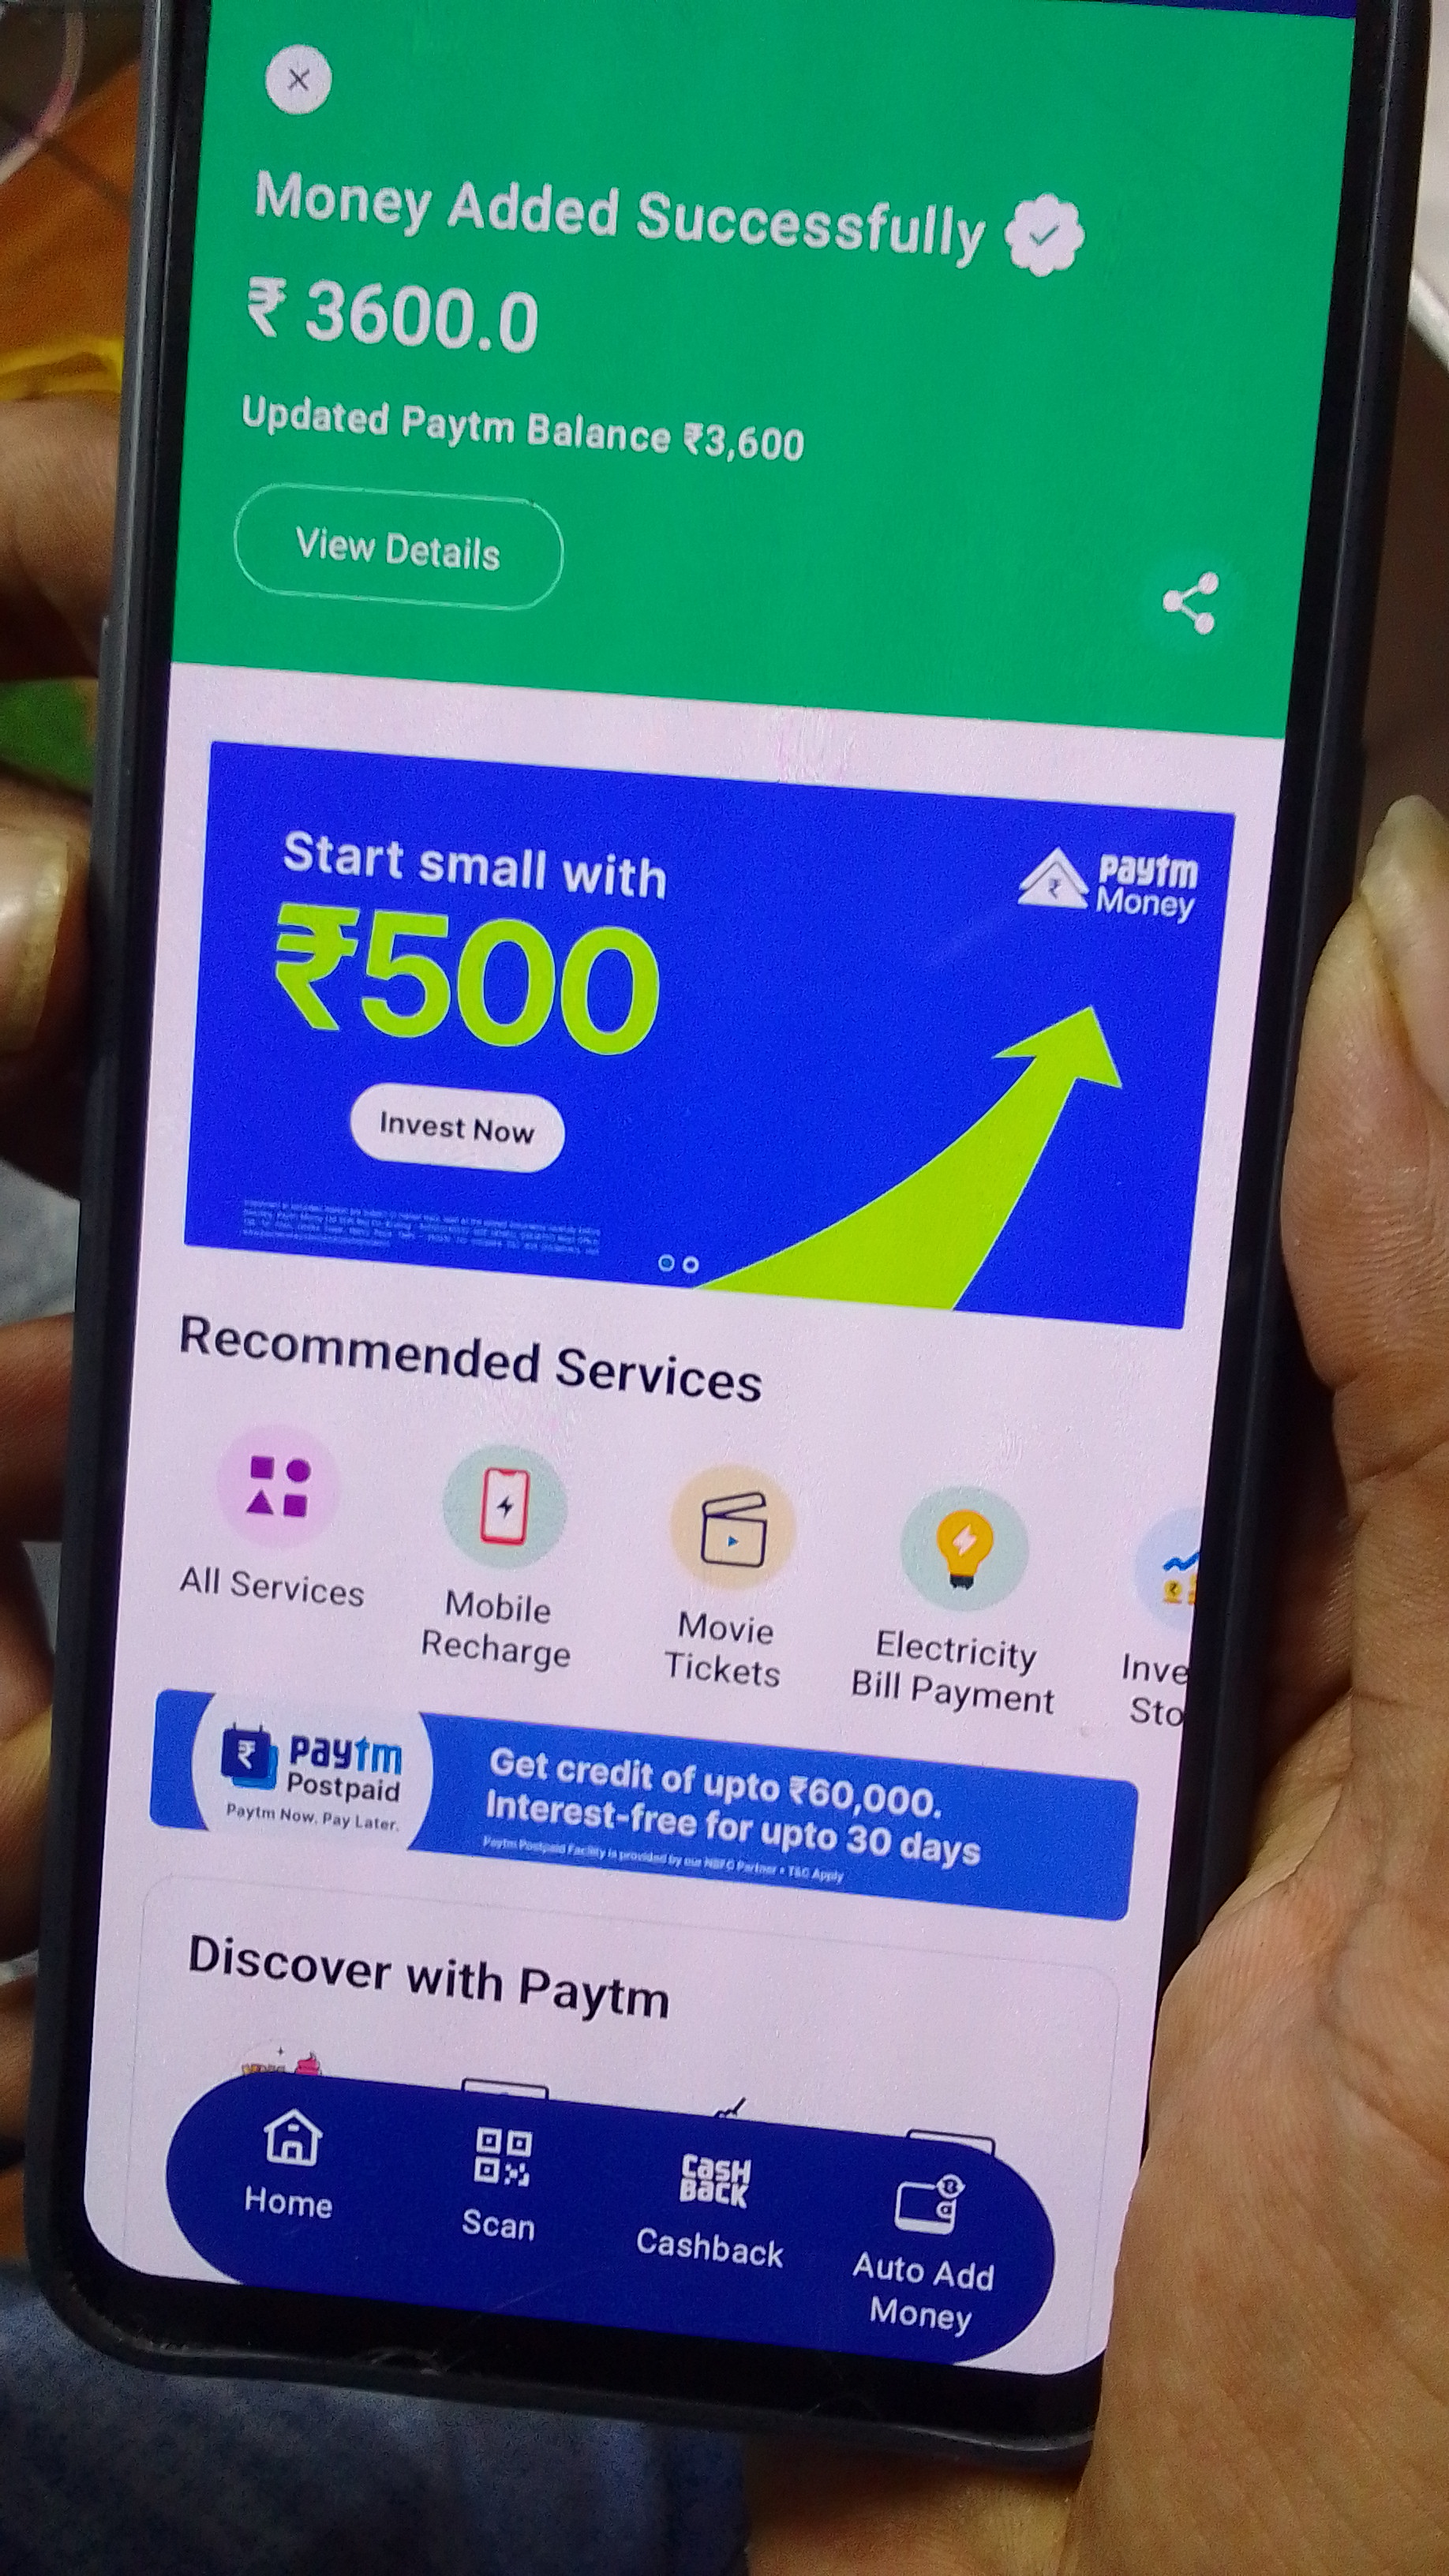 Money Added Successfully
₹ 3600.0
Updated Paytm Balance ₹3,600
View Details
Start small with
₹500
Invest Now
paytm
Money
Recommended Services
All Services
Mobile
Recharge
Movie
Tickets
Electricity
Bill Payment
Inve
Sto
paytm
Postpaid
Paytm Now. Pay Later.
Get credit of upto ₹60,000.
Interest-free for upto 30 days
Paytm Postpaid Facility is provided by our NBFC Partner • T&C Apply
Discover with Paytm
Home
Scan
CASH
BACK
Cashback
Auto Add
Money